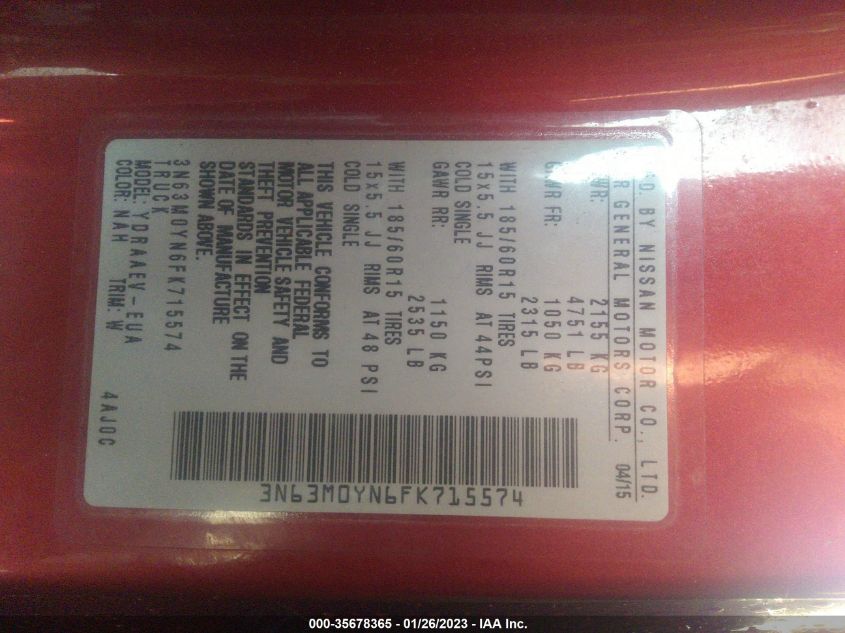 D. BY NISSAN MOTOR CO., LTD.
R GENERAL MOTORS CORP. 04/15
WR: 2155 KG
4751 LB
GAWR FR: 1050 KG
2315 LB
WITH 185/60R15 TIRES
15x5.5 JJ RIMS AT 44PSI
COLD SINGLE
GAWR RR: 1150 KG
2535 LB
WITH 185/60R15 TIRES
15x5.5 JJ RIMS AT 48 PSI
COLD SINGLE
THIS VEHICLE CONFORMS TO
ALL APPLICABLE FEDERAL
MOTOR VEHICLE SAFETY AND
THEFT PREVENTION
STANDARDS IN EFFECT ON THE
DATE OF MANUFACTURE
SHOWN ABOVE.
3N63M0YN6FK715574
TRUCK
MODEL: YDRAAEV-EUA
COLOR: NAH TRIM: W 4AJ0C
3N63M0YN6FK715574
000-35678365 - 01/26/2023 - IAA Inc.